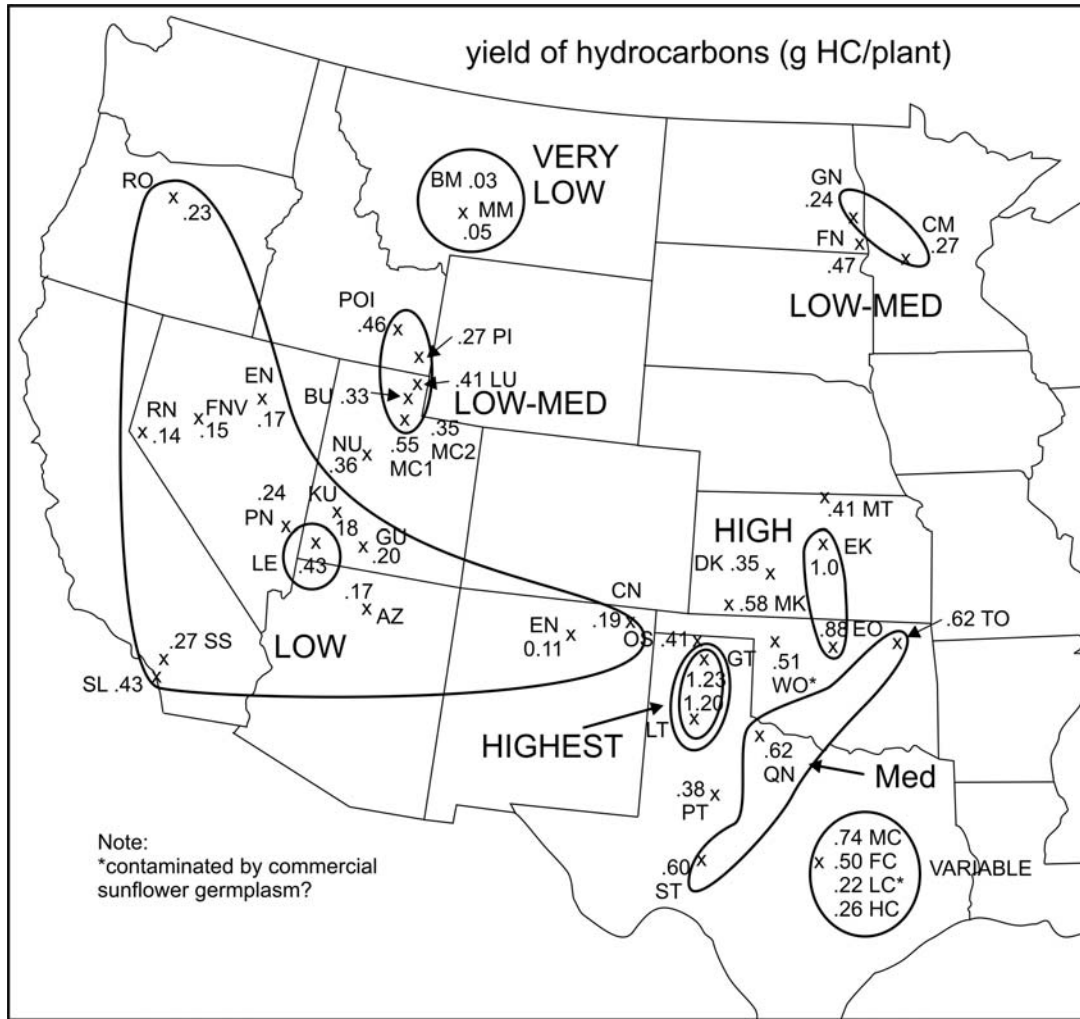 yield of hydrocarbons (g HC/plant)
VERY
LOW
BM .03
MM
.05
RO
.23
GN
.24
CM
.27
FN
.47
LOW-MED
POI
.46
.27 PI
.41 LU
BU .33
LOW-MED
.55
MC1
.35
MC2
EN
.17
FNV
.15
RN
.14
NU
.36
.24
PN
KU
.18
GU
.20
LE
.43
.17
AZ
LOW
.27 SS
SL .43
CN
.19
EN
0.11
HIGH
.41 MT
EK
1.0
DK .35
.58 MK
.88 EO
.62 TO
OS .41
GT
1.23
1.20
LT
HIGHEST
.51
WO*
.62
QN
Med
.38
PT
.60
ST
.74 MC
.50 FC
.22 LC*
.26 HC
VARIABLE
Note:
*contaminated by commercial
sunflower germplasm?